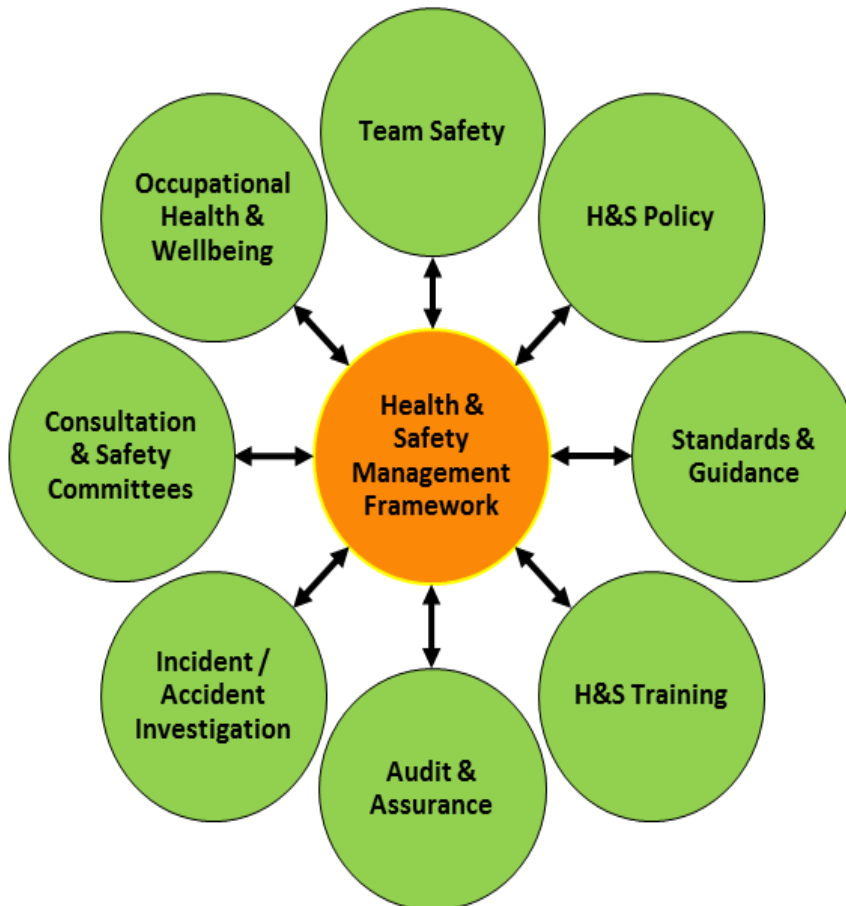 Team Safety
H&S Policy
Standards &
Guidance
H&S Training
Audit &
Assurance
Incident /
Accident
Investigation
Consultation
& Safety
Committees
Occupational
Health &
Wellbeing
Health &
Safety
Management
Framework